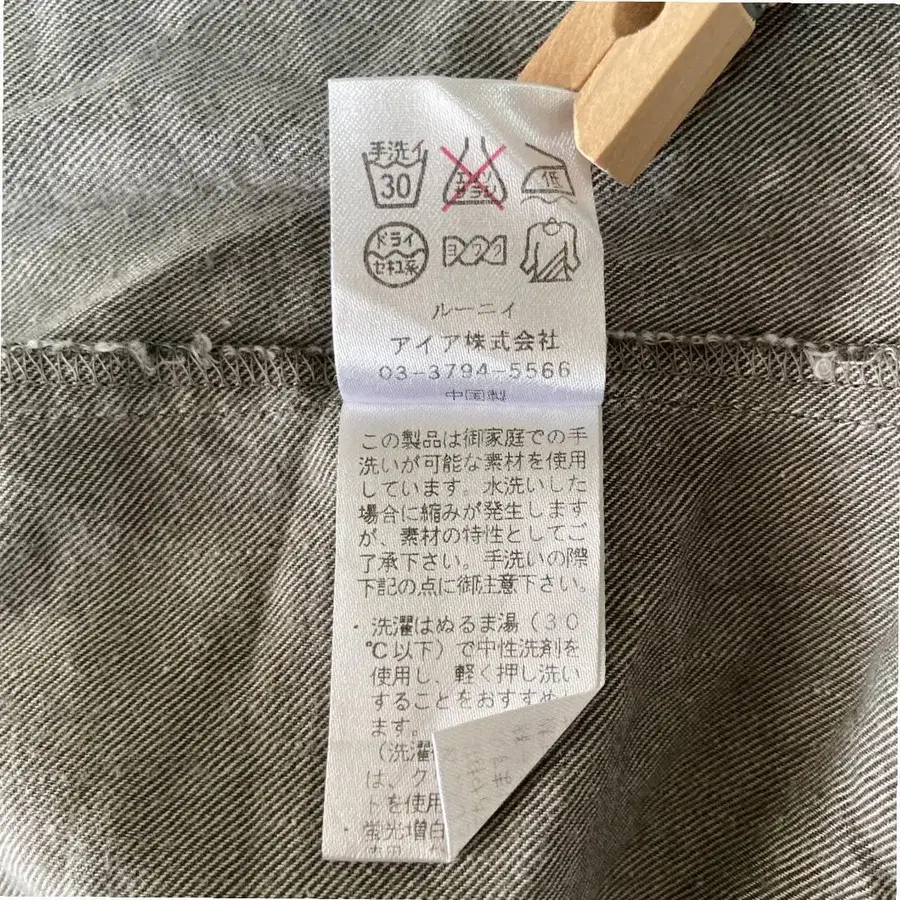 手洗イ
30
エンソ
サラシ
低
ドライ
セキユ系
ヨワク
ルーニィ
アイア株式会社
03-3794-5566
中国製
この製品は御家庭での手
洗いが可能な素材を使用
しています。水洗いした
場合に縮みが発生します
が、素材の特性としてご
了承下さい。手洗いの際
下記の点に御注意下さい。
・洗濯はぬるま湯(30
℃以下)で中性洗剤を
使用し、軽く押し洗い
することをおすすめ
ます。
(洗濯
は、ク
トを使用
・蛍光増白